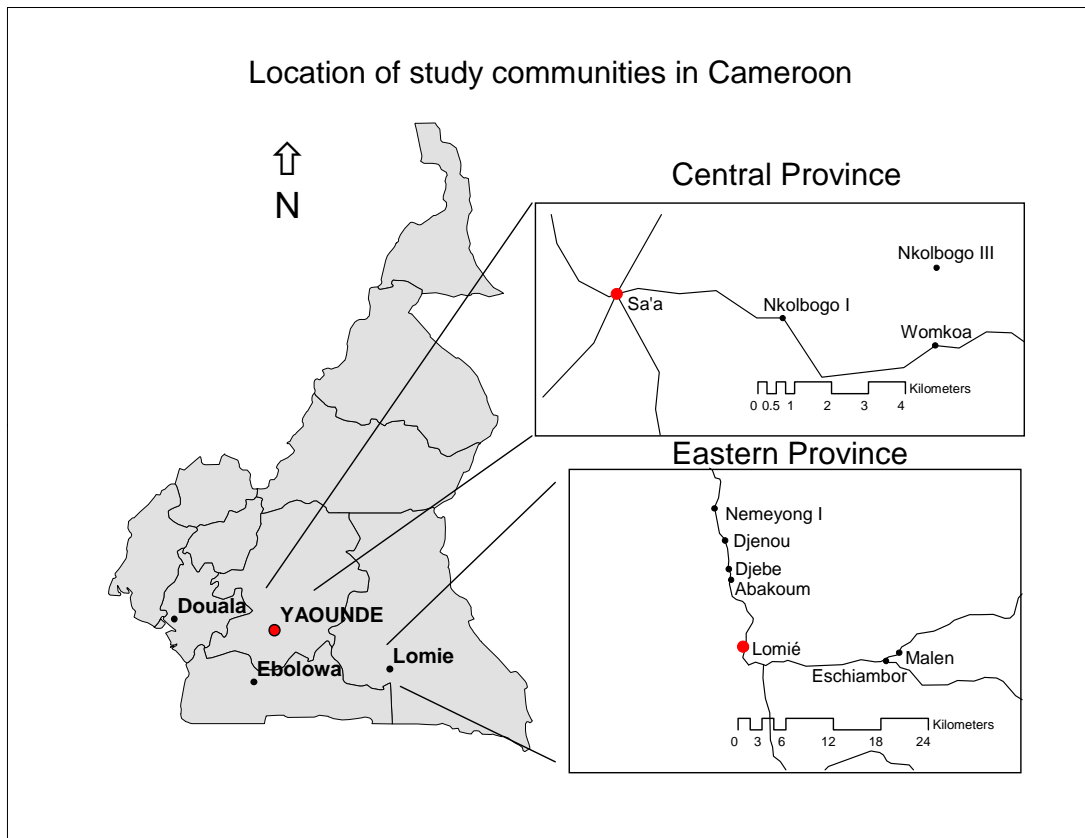 Location of study communities in Cameroon
N
Central Province
Nkolbogo III
Sa'a
Nkolbogo I
Womkoa
Kilometers
0 0.5 1 2 3 4
Eastern Province
Nemeyong I
Djenou
Djebe
Abakoum
Lomié
Malen
Eschiambor
Kilometers
0 3 6 12 18 24
Douala
YAOUNDE
Lomie
Ebolowa